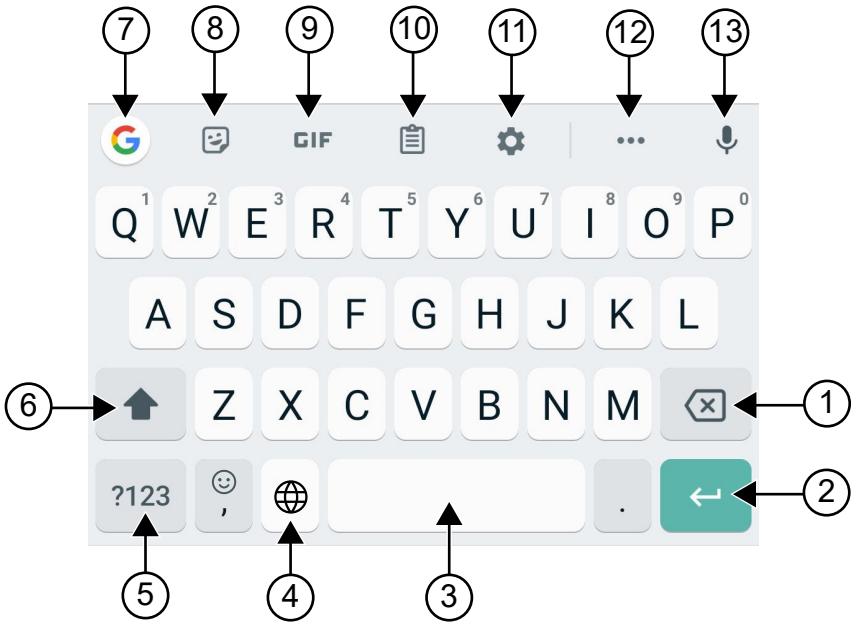 7 8 9 10 11 12 13
G GIF
Q1 W2 E3 R4 T5 Y6 U7 I8 O9 P0
A S D F G H J K L
6 Z X C V B N M 1
?123 , . 2
5 4 3